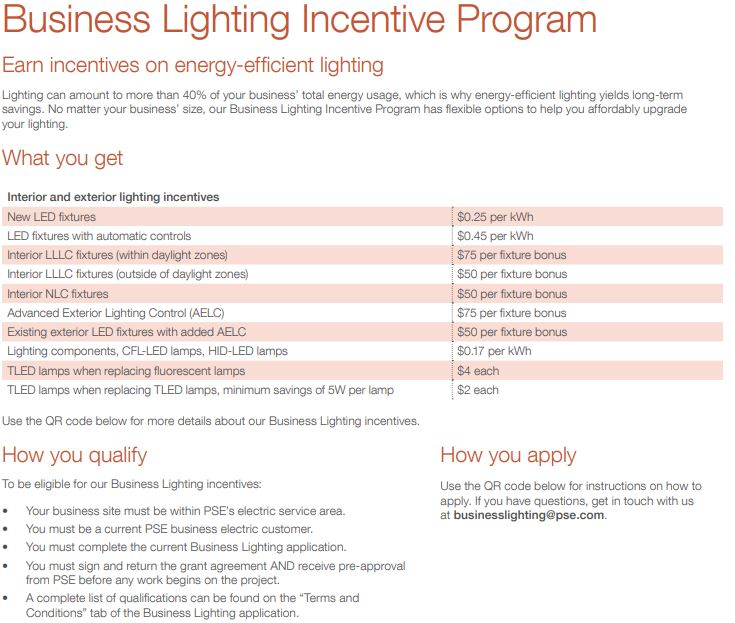 Business Lighting Incentive Program
Earn incentives on energy-efficient lighting
Lighting can amount to more than 40% of your business' total energy usage, which is why energy-efficient lighting yields long-term
savings. No matter your business' size, our Business Lighting Incentive Program has flexible options to help you affordably upgrade
your lighting.
What you get
Interior and exterior lighting incentives
New LED fixtures $0.25 per kWh
LED fixtures with automatic controls $0.45 per kWh
Interior LLLC fixtures (within daylight zones) $75 per fixture bonus
Interior LLLC fixtures (outside of daylight zones) $50 per fixture bonus
Interior NLC fixtures $50 per fixture bonus
Advanced Exterior Lighting Control (AELC) $75 per fixture bonus
Existing exterior LED fixtures with added AELC $50 per fixture bonus
Lighting components, CFL-LED lamps, HID-LED lamps $0.17 per kWh
TLED lamps when replacing fluorescent lamps $4 each
TLED lamps when replacing TLED lamps, minimum savings of 5W per lamp $2 each
Use the QR code below for more details about our Business Lighting incentives.
How you qualify
To be eligible for our Business Lighting incentives:
• Your business site must be within PSE's electric service area.
• You must be a current PSE business electric customer.
• You must complete the current Business Lighting application.
• You must sign and return the grant agreement AND receive pre-approval
from PSE before any work begins on the project.
• A complete list of qualifications can be found on the "Terms and
Conditions" tab of the Business Lighting application.
How you apply
Use the QR code below for instructions on how to
apply. If you have questions, get in touch with us
at businesslighting@pse.com.